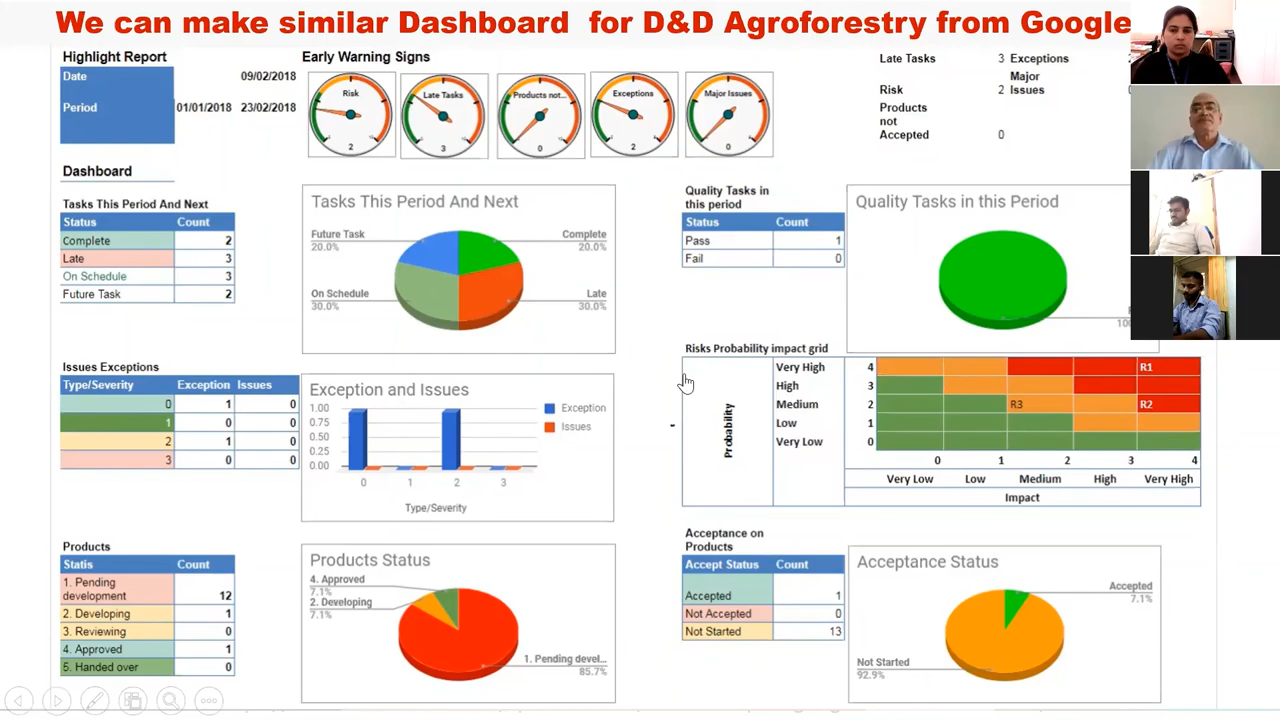 We can make similar Dashboard for D&D Agroforestry from Google
Highlight Report
Date 09/02/2018
Period 01/01/2018 23/02/2018
Early Warning Signs
Risk
2
Late Tasks
3
Products not...
0
Exceptions
2
Major Issues
0
Late Tasks 3 Exceptions
Risk 2 Major Issues
Products not Accepted 0
Dashboard
Tasks This Period And Next
Status Count
Complete 2
Late 3
On Schedule 3
Future Task 2
Tasks This Period And Next
Future Task
20.0%
Complete
20.0%
On Schedule
30.0%
Late
30.0%
Quality Tasks in
this period
Status Count
Pass 1
Fail 0
Quality Tasks in this Period
Issues Exceptions
Type/Severity Exception Issues
0 1 0
1 0 0
2 1 0
3 0 0
Exception and Issues
1.00
0.75
0.50
0.25
0.00
0 1 2 3
Type/Severity
Exception
Issues
Risks Probability impact grid
Probability
Very High 4 R1
High 3
Medium 2 R3 R2
Low 1
Very Low 0
0 1 2 3 4
Very Low Low Medium High Very High
Impact
Products
Statis Count
1. Pending
development 12
2. Developing 1
3. Reviewing 0
4. Approved 1
5. Handed over 0
Products Status
4. Approved
7.1%
2. Developing
7.1%
1. Pending devel...
85.7%
Acceptance on
Products
Accept Status Count
Accepted 1
Not Accepted 0
Not Started 13
Acceptance Status
Accepted
7.1%
Not Started
92.9%